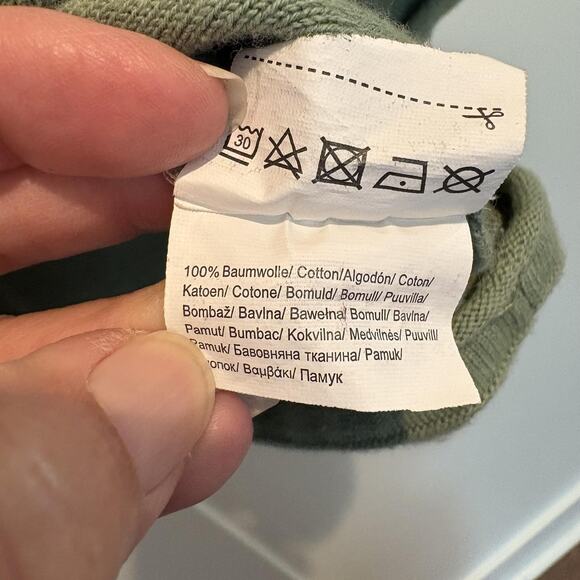 30
100% Baumwolle/ Cotton/Algodón/ Coton/
Katoen/ Cotone/ Bomuld/ Bomull/ Puuvilla/
Bombaž/ Bavlna/ Bawełna/ Bomull/ Bavlna/
Pamut/ Bumbac/ Kokvilna/ Medvilnės/ Puuvill/
Pamuk/ Бавовняна тканина/ Pamuk/
Βαμβάκι/ Памук